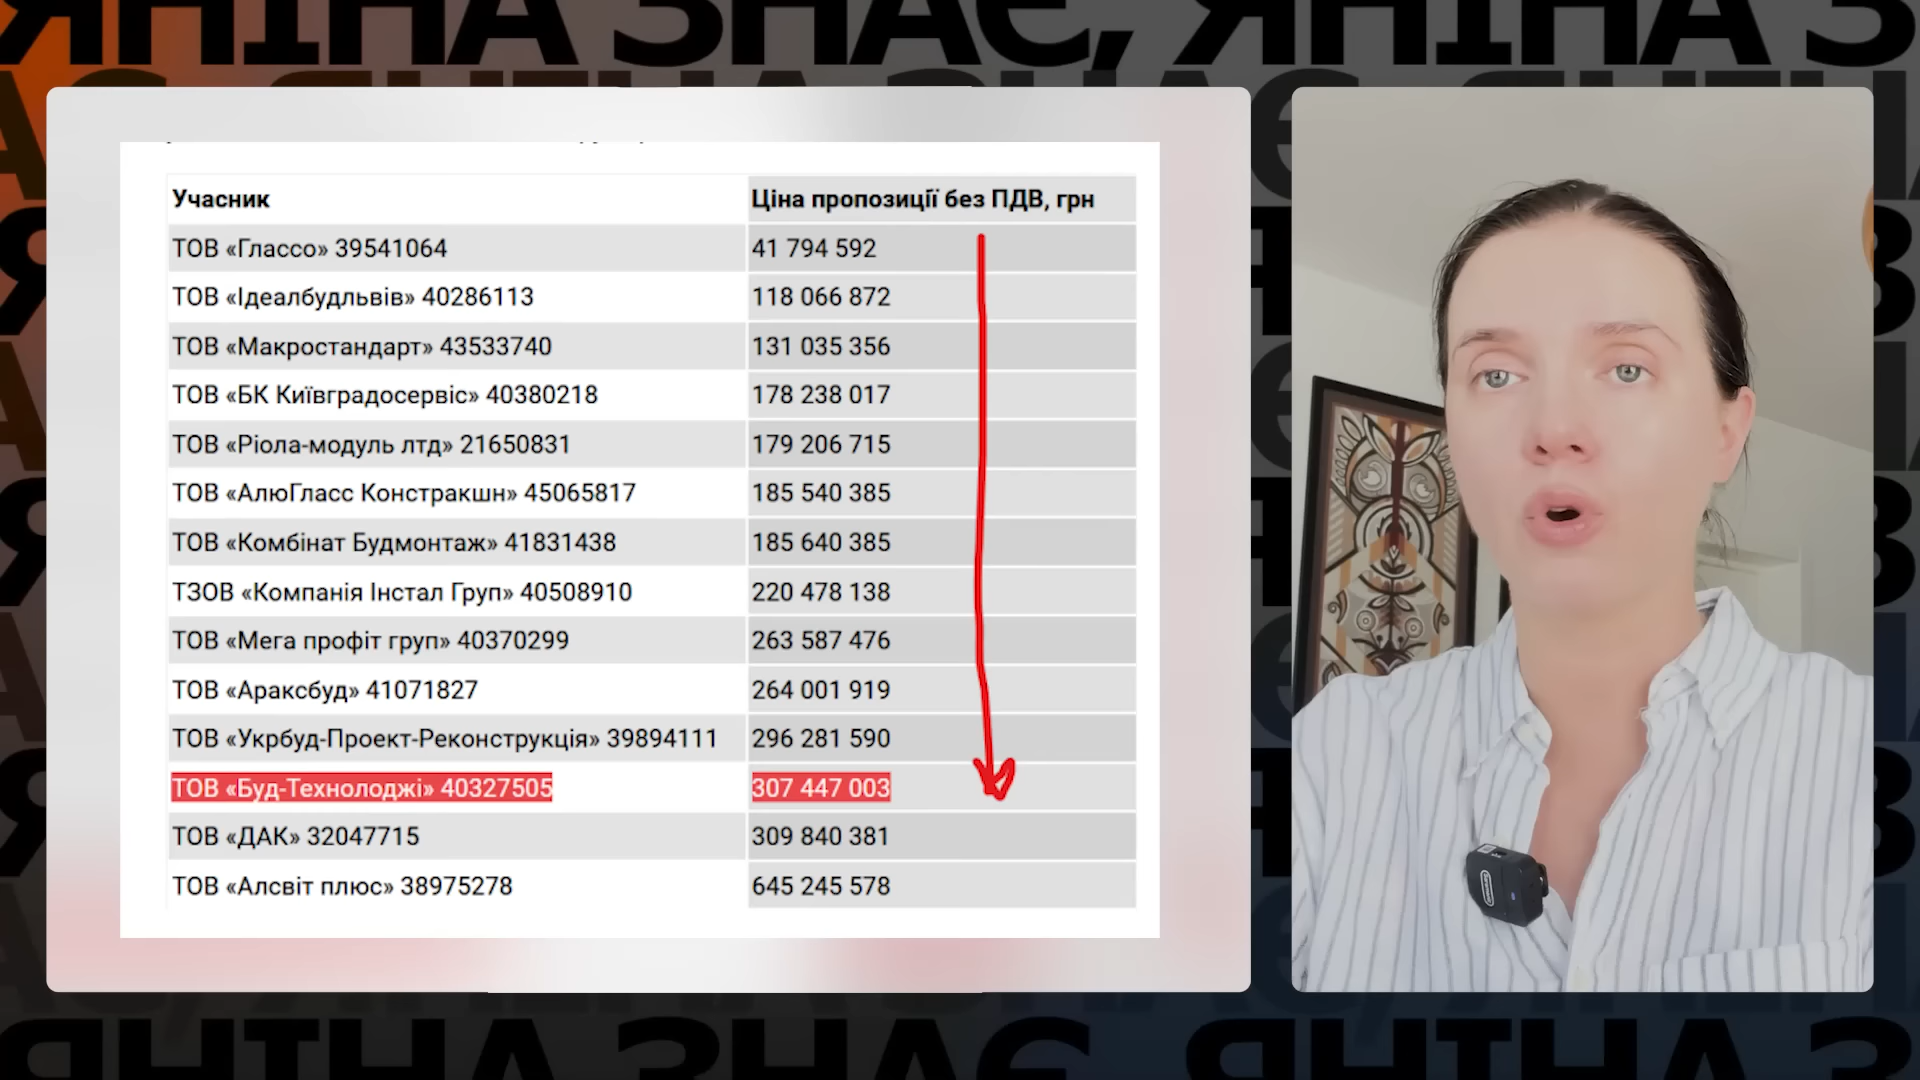 ЯНІНА ЗНАЄ, ЯНІНА З
Учасник Ціна пропозиції без ПДВ, грн
ТОВ «Глассо» 39541064 41 794 592
ТОВ «Ідеалбудльвів» 40286113 118 066 872
ТОВ «Макростандарт» 43533740 131 035 356
ТОВ «БК Київградосервіс» 40380218 178 238 017
ТОВ «Ріола-модуль лтд» 21650831 179 206 715
ТОВ «АлюГласс Констракшн» 45065817 185 540 385
ТОВ «Комбінат Будмонтаж» 41831438 185 640 385
ТЗОВ «Компанія Інстал Груп» 40508910 220 478 138
ТОВ «Мега профіт груп» 40370299 263 587 476
ТОВ «Араксбуд» 41071827 264 001 919
ТОВ «Укрбуд-Проект-Реконструкція» 39894111 296 281 590
ТОВ «Буд-Технолоджі» 40327505 307 447 003
ТОВ «ДАК» 32047715 309 840 381
ТОВ «Алсвіт плюс» 38975278 645 245 578
ЯНІНА ЗНАЄ, ЯНІНА З